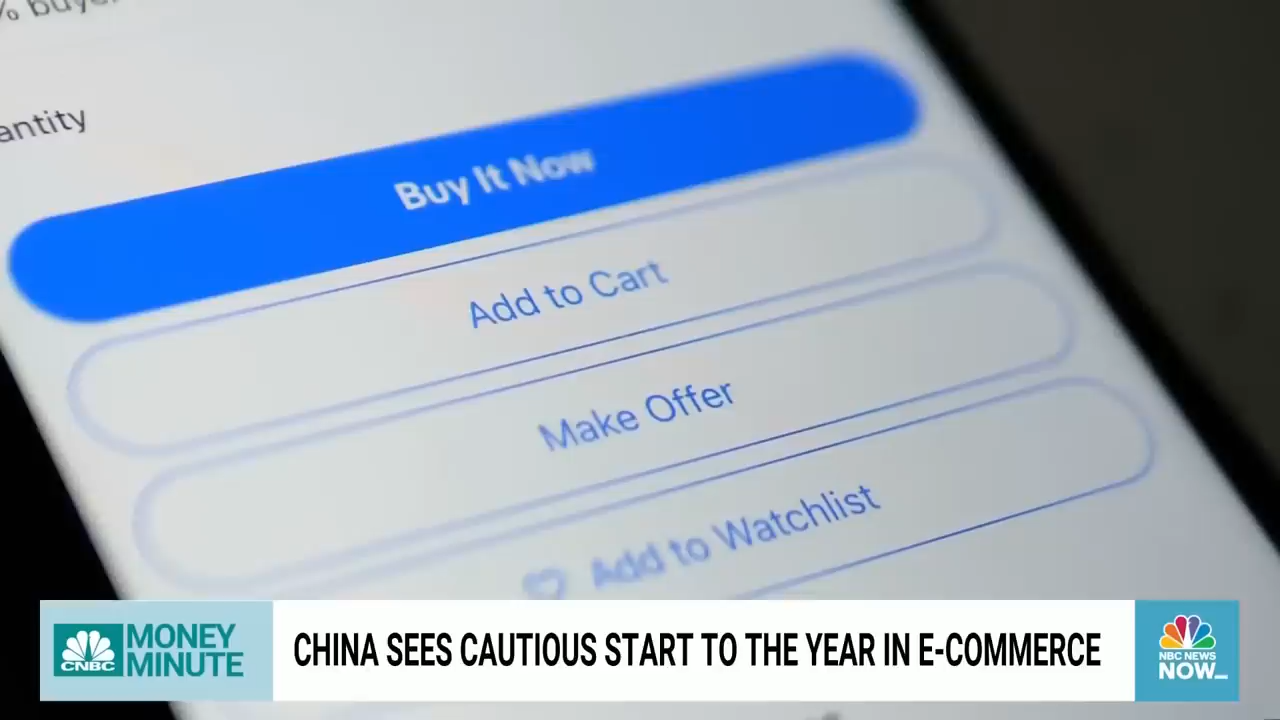 % buyer
antity
Buy It Now
Add to Cart
Make Offer
Add to Watchlist
CNBC
MONEY
MINUTE
CHINA SEES CAUTIOUS START TO THE YEAR IN E-COMMERCE
NBC NEWS
NOW